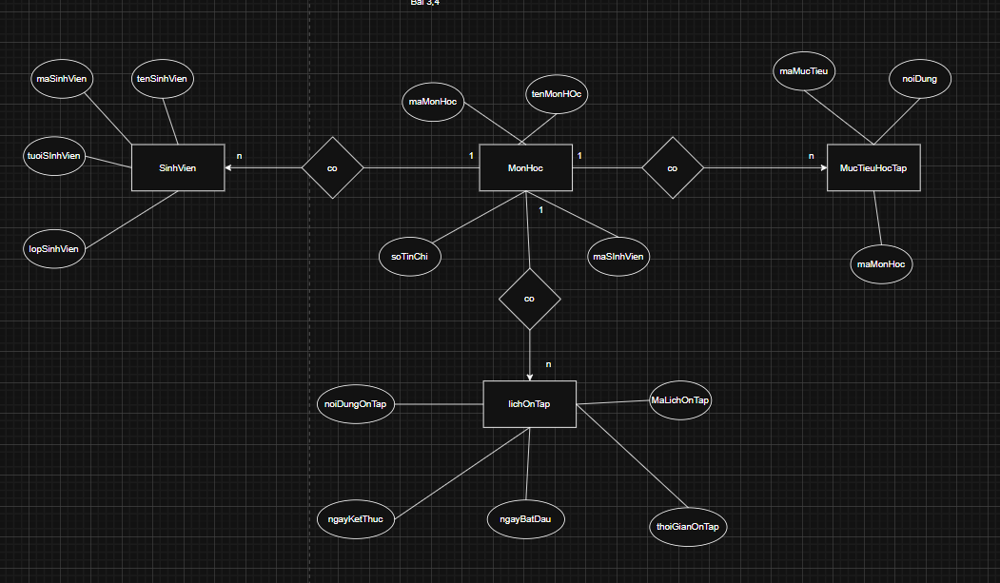 Bai 3,4
maSinhVien
tenSinhVien
tuoiSInhVien
lopSinhVien
SinhVien
n
co
1
maMonHoc
tenMonHOc
MonHoc
1
co
n
maMucTieu
noiDung
MucTieuHocTap
maMonHoc
soTinChi
1
maSInhVien
co
n
noiDungOnTap
lichOnTap
MaLichOnTap
ngayKetThuc
ngayBatDau
thoiGianOnTap